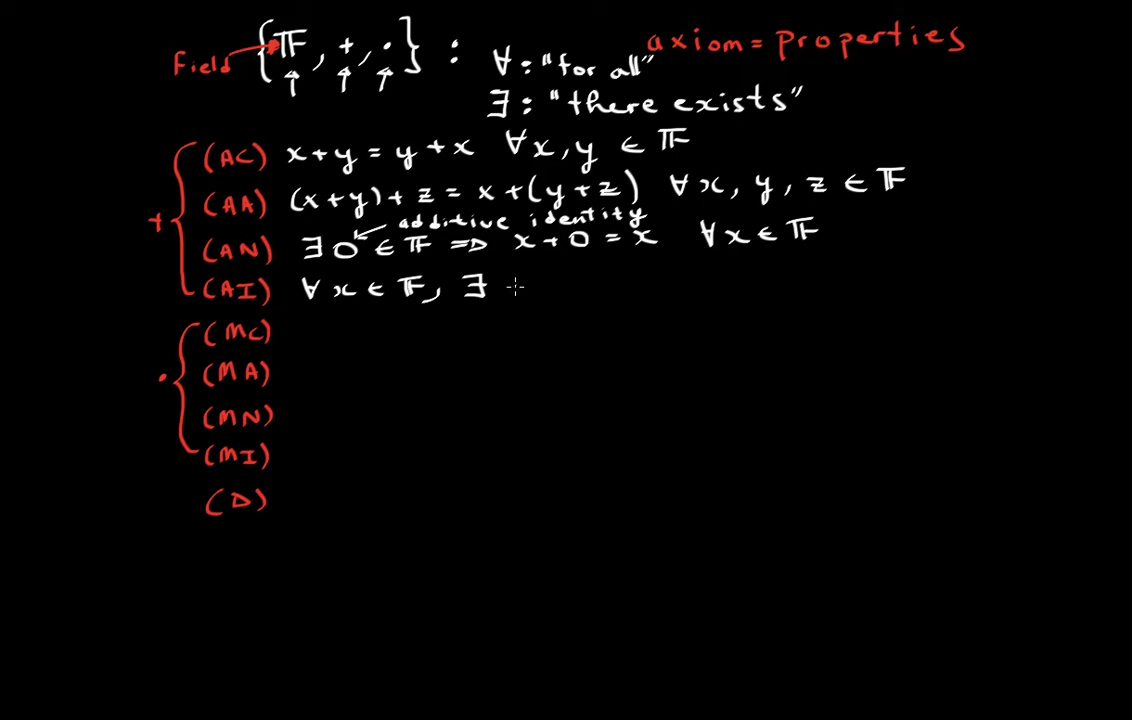 Field {𝔽, +, ·} : axiom = properties
∀ : "for all"
∃ : "there exists"
+ (AC) x+y = y+x ∀x, y ∈ 𝔽
(AA) (x+y)+z = x+(y+z) ∀x, y, z ∈ 𝔽
additive identity
(AN) ∃ 0 ∈ 𝔽 ⇒ x+0 = x ∀x ∈ 𝔽
(AI) ∀x ∈ 𝔽, ∃
· (MC)
(MA)
(MN)
(MI)
(D)